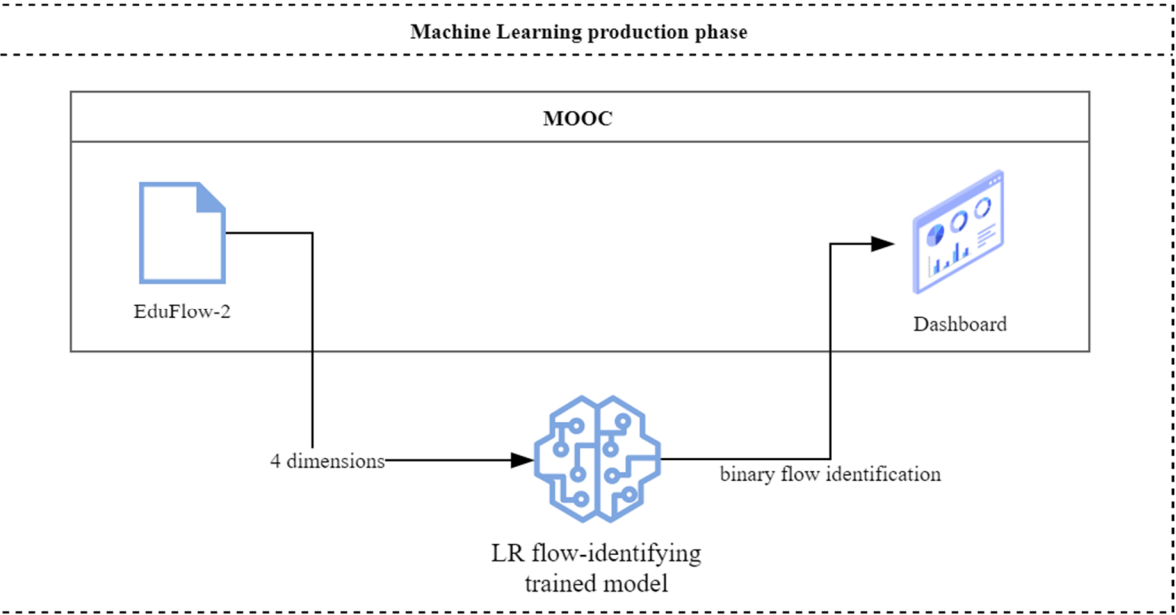 Machine Learning production phase
MOOC
EduFlow-2
Dashboard
4 dimensions
binary flow identification
LR flow-identifying
trained model